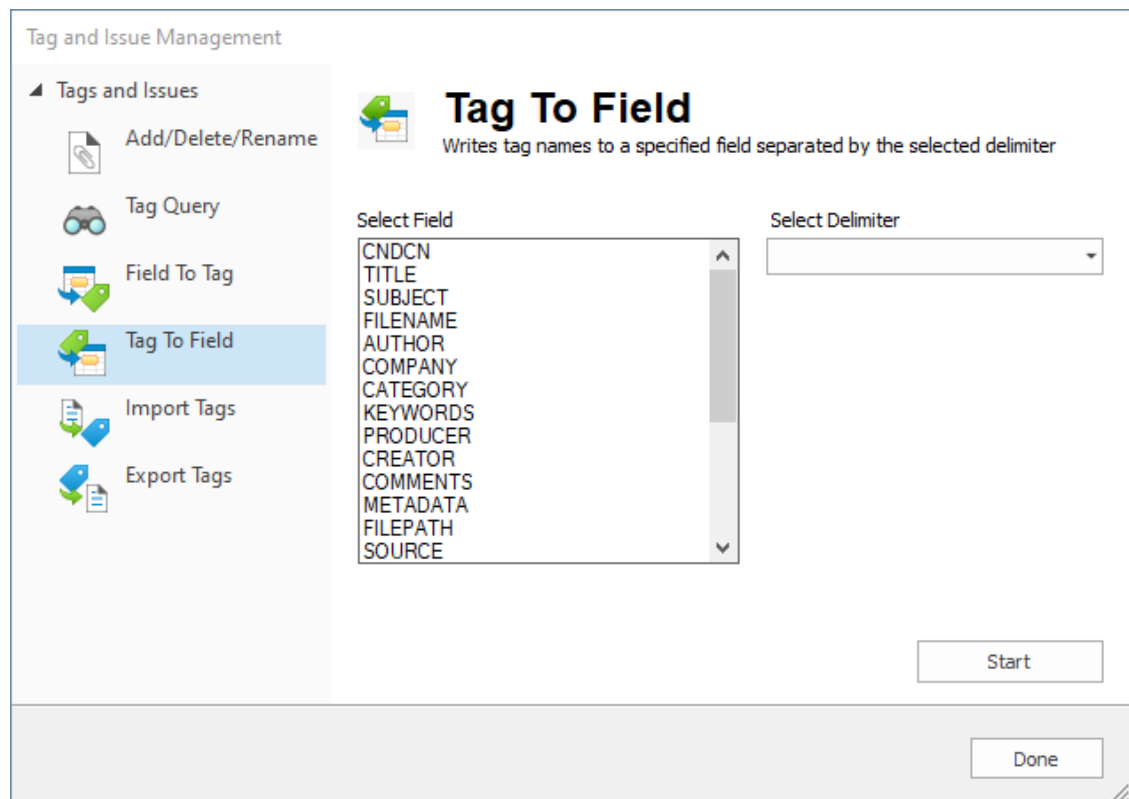 Tag and Issue Management
Tags and Issues
Add/Delete/Rename
Tag Query
Field To Tag
Tag To Field
Import Tags
Export Tags
Tag To Field
Writes tag names to a specified field separated by the selected delimiter
Select Field
CNDCN
TITLE
SUBJECT
FILENAME
AUTHOR
COMPANY
CATEGORY
KEYWORDS
PRODUCER
CREATOR
COMMENTS
METADATA
FILEPATH
SOURCE
Select Delimiter
Start
Done